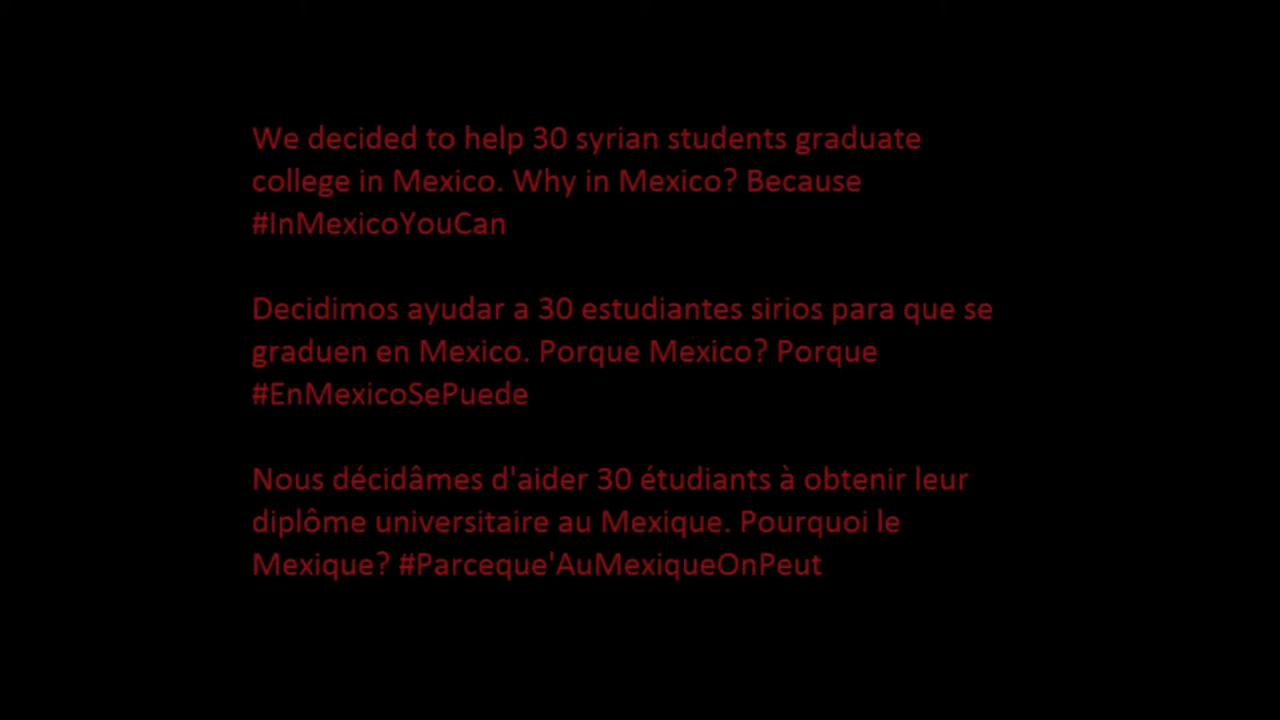 We decided to help 30 syrian students graduate
college in Mexico. Why in Mexico? Because
#InMexicoYouCan
Decidimos ayudar a 30 estudiantes sirios para que se
graduen en Mexico. Porque Mexico? Porque
#EnMexicoSePuede
Nous décidâmes d'aider 30 étudiants à obtenir leur
diplôme universitaire au Mexique. Pourquoi le
Mexique? #Parceque'AuMexiqueOnPeut